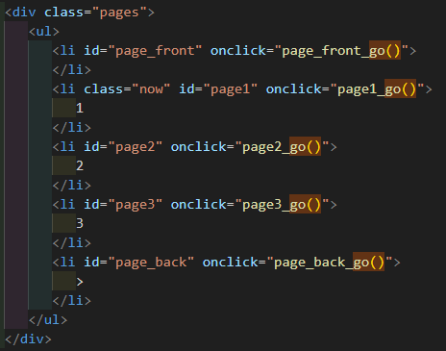 <div class="pages">
<ul>
<li id="page_front" onclick="page_front_go()">
</li>
<li class="now" id="page1" onclick="page1_go()">
1
</li>
<li id="page2" onclick="page2_go()">
2
</li>
<li id="page3" onclick="page3_go()">
3
</li>
<li id="page_back" onclick="page_back_go()">
>
</li>
</ul>
</div>